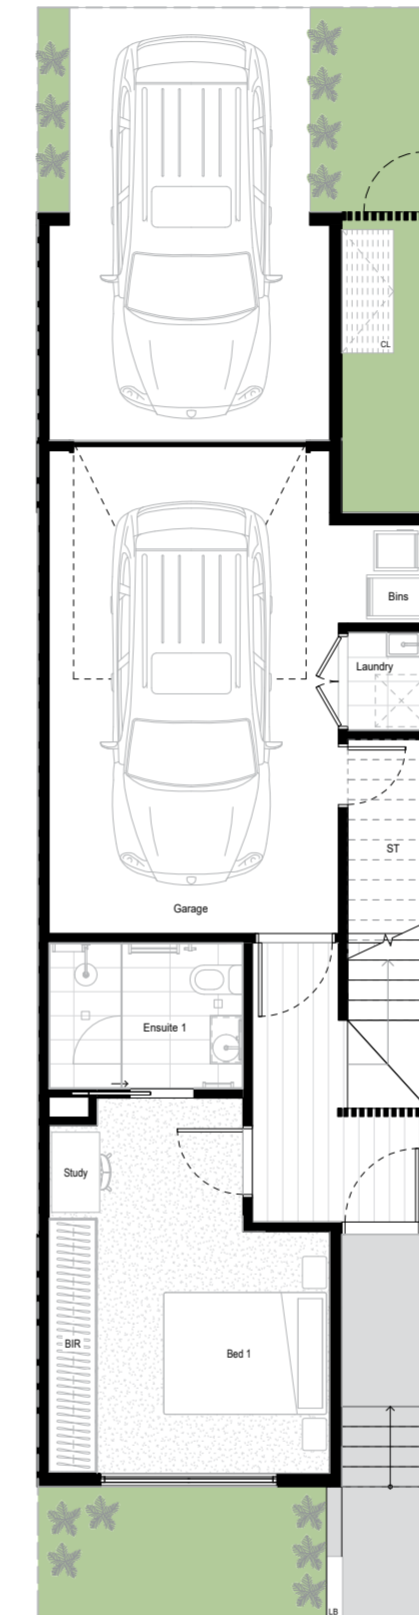 CL
Bins
Laundry
ST
Garage
Ensuite 1
Study
BIR
Bed 1
LB